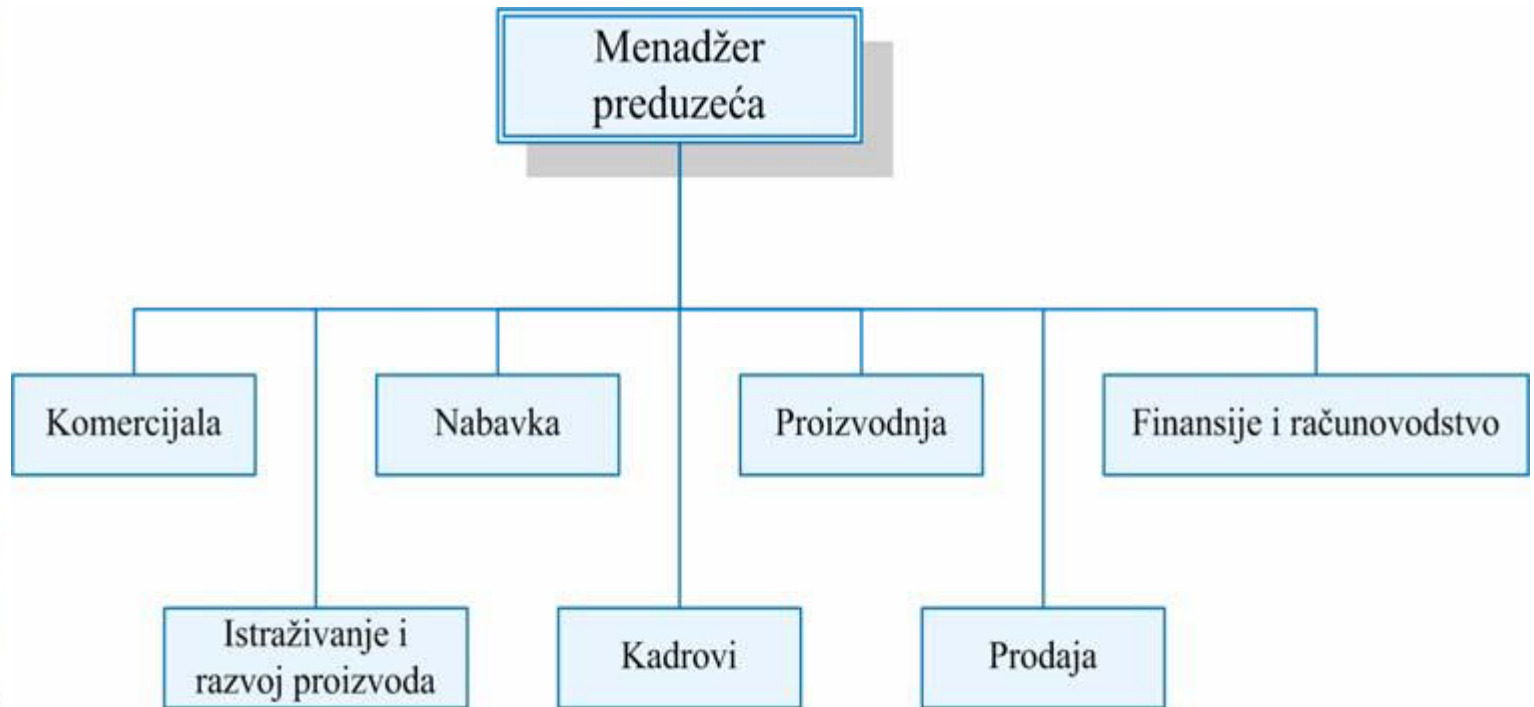 Menadžer
preduzeća
Komercijala
Nabavka
Proizvodnja
Finansije i računovodstvo
Istraživanje i
razvoj proizvoda
Kadrovi
Prodaja